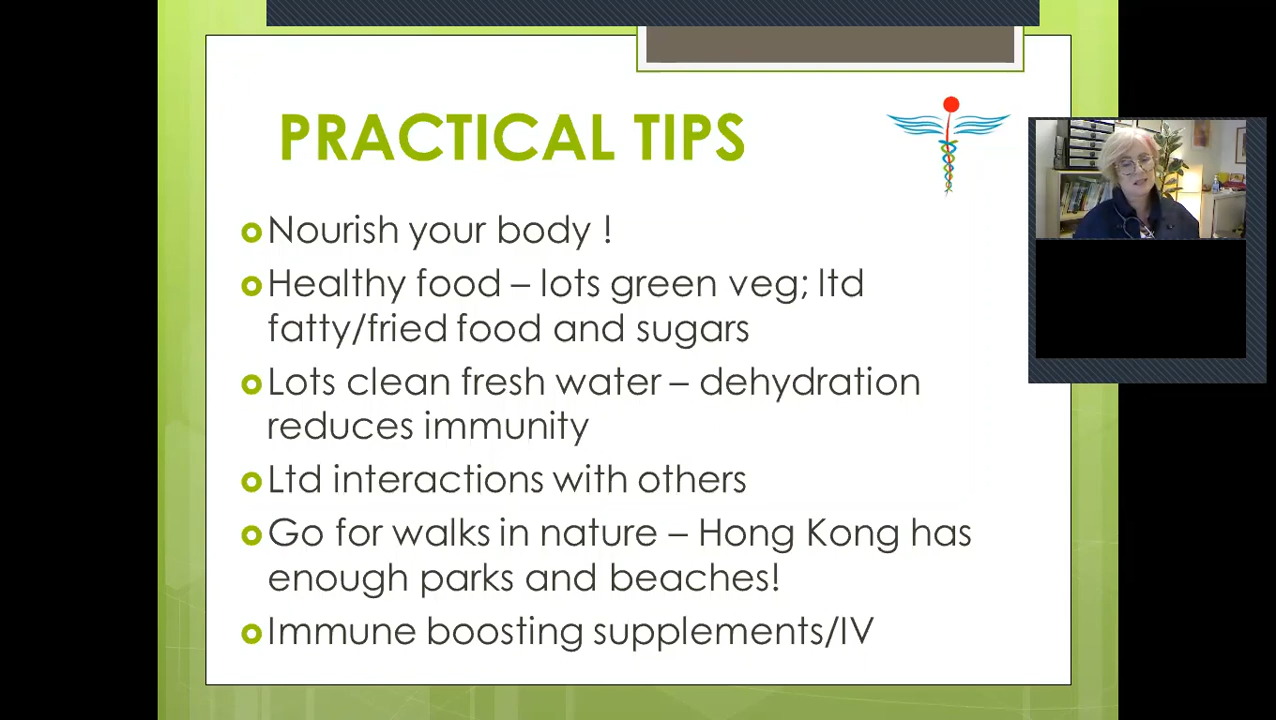 PRACTICAL TIPS
Nourish your body !
Healthy food – lots green veg; ltd
fatty/fried food and sugars
Lots clean fresh water – dehydration
reduces immunity
Ltd interactions with others
Go for walks in nature – Hong Kong has
enough parks and beaches!
Immune boosting supplements/IV